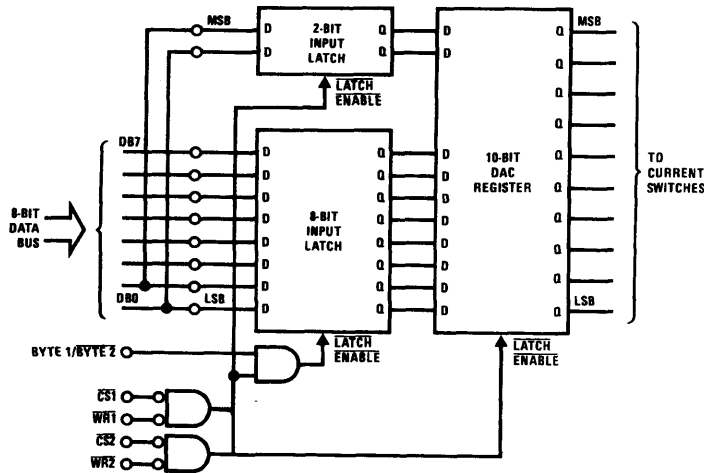 MSB
D
2-BIT
INPUT
LATCH
Q
D
Q
MSB
D
Q
D
Q
LATCH
ENABLE
Q
DB7
D
Q
D
10-BIT
DAC
REGISTER
Q
TO
CURRENT
SWITCHES
D
Q
D
D
Q
D
Q
8-BIT
DATA
BUS
D
8-BIT
INPUT
LATCH
Q
D
Q
D
Q
D
Q
D
Q
D
Q
D
Q
D
Q
DB0
LSB
D
Q
D
Q
LSB
BYTE 1/BYTE 2
LATCH
ENABLE
LATCH
ENABLE
CS1
WR1
CS2
WR2